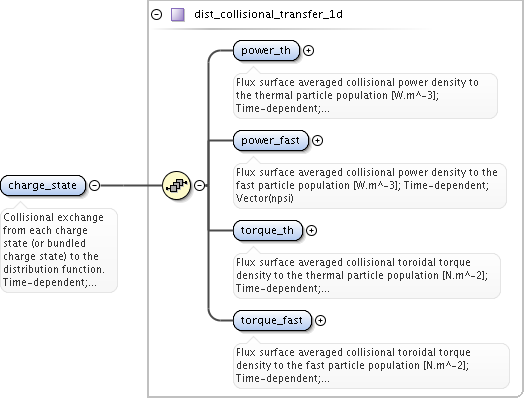 dist_collisional_transfer_1d
power_th
Flux surface averaged collisional power density to
the thermal particle population [W.m^-3];
Time-dependent;...
power_fast
Flux surface averaged collisional power density to the
fast particle population [W.m^-3]; Time-dependent;
Vector(npsi)
charge_state
Collisional exchange
from each charge
state (or bundled
charge state) to the
distribution function.
Time-dependent;...
torque_th
Flux surface averaged collisional toroidal torque
density to the thermal particle population [N.m^-2];
Time-dependent;...
torque_fast
Flux surface averaged collisional toroidal torque
density to the fast particle population [N.m^-2];
Time-dependent;...